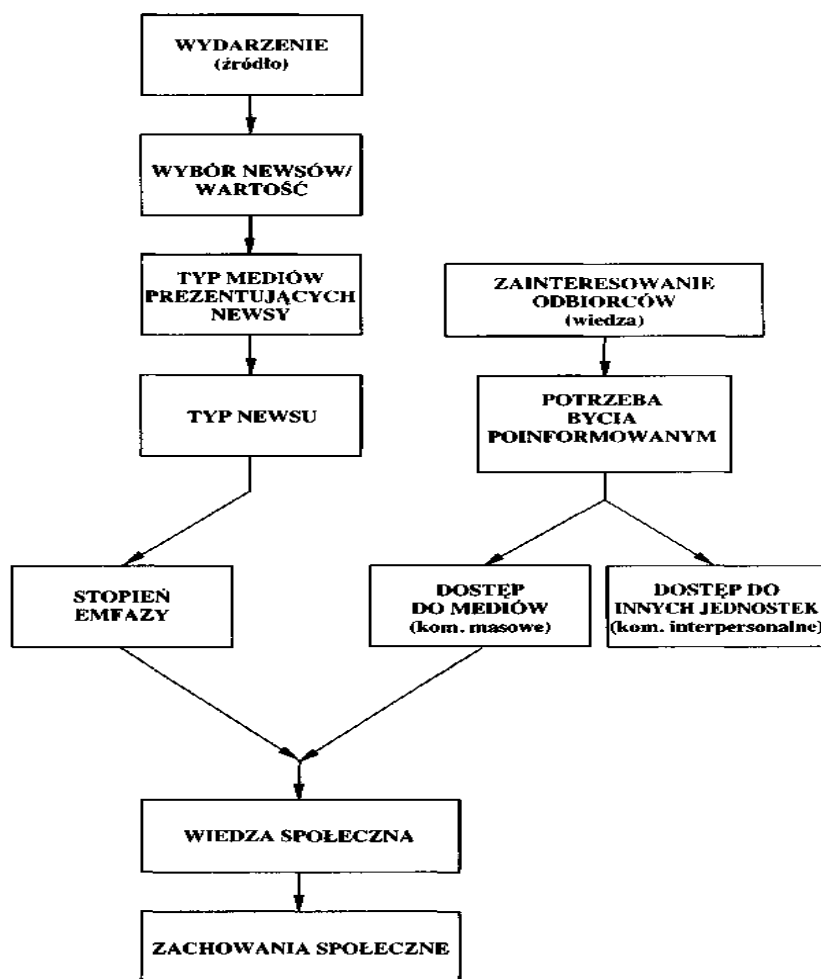 WYDARZENIE
(źródło)
WYBÓR NEWSÓW/
WARTOŚĆ
TYP MEDIÓW
PREZENTUJĄCYCH
NEWSY
ZAINTERESOWANIE
ODBIORCÓW
(wiedza)
TYP NEWSU
POTRZEBA
BYCIA
POINFORMOWANYM
STOPIEŃ
EMFAZY
DOSTĘP
DO MEDIÓW
(kom. masowe)
DOSTĘP DO
INNYCH JEDNOSTEK
(kom. interpersonalne)
WIEDZA SPOŁECZNA
ZACHOWANIA SPOŁECZNE